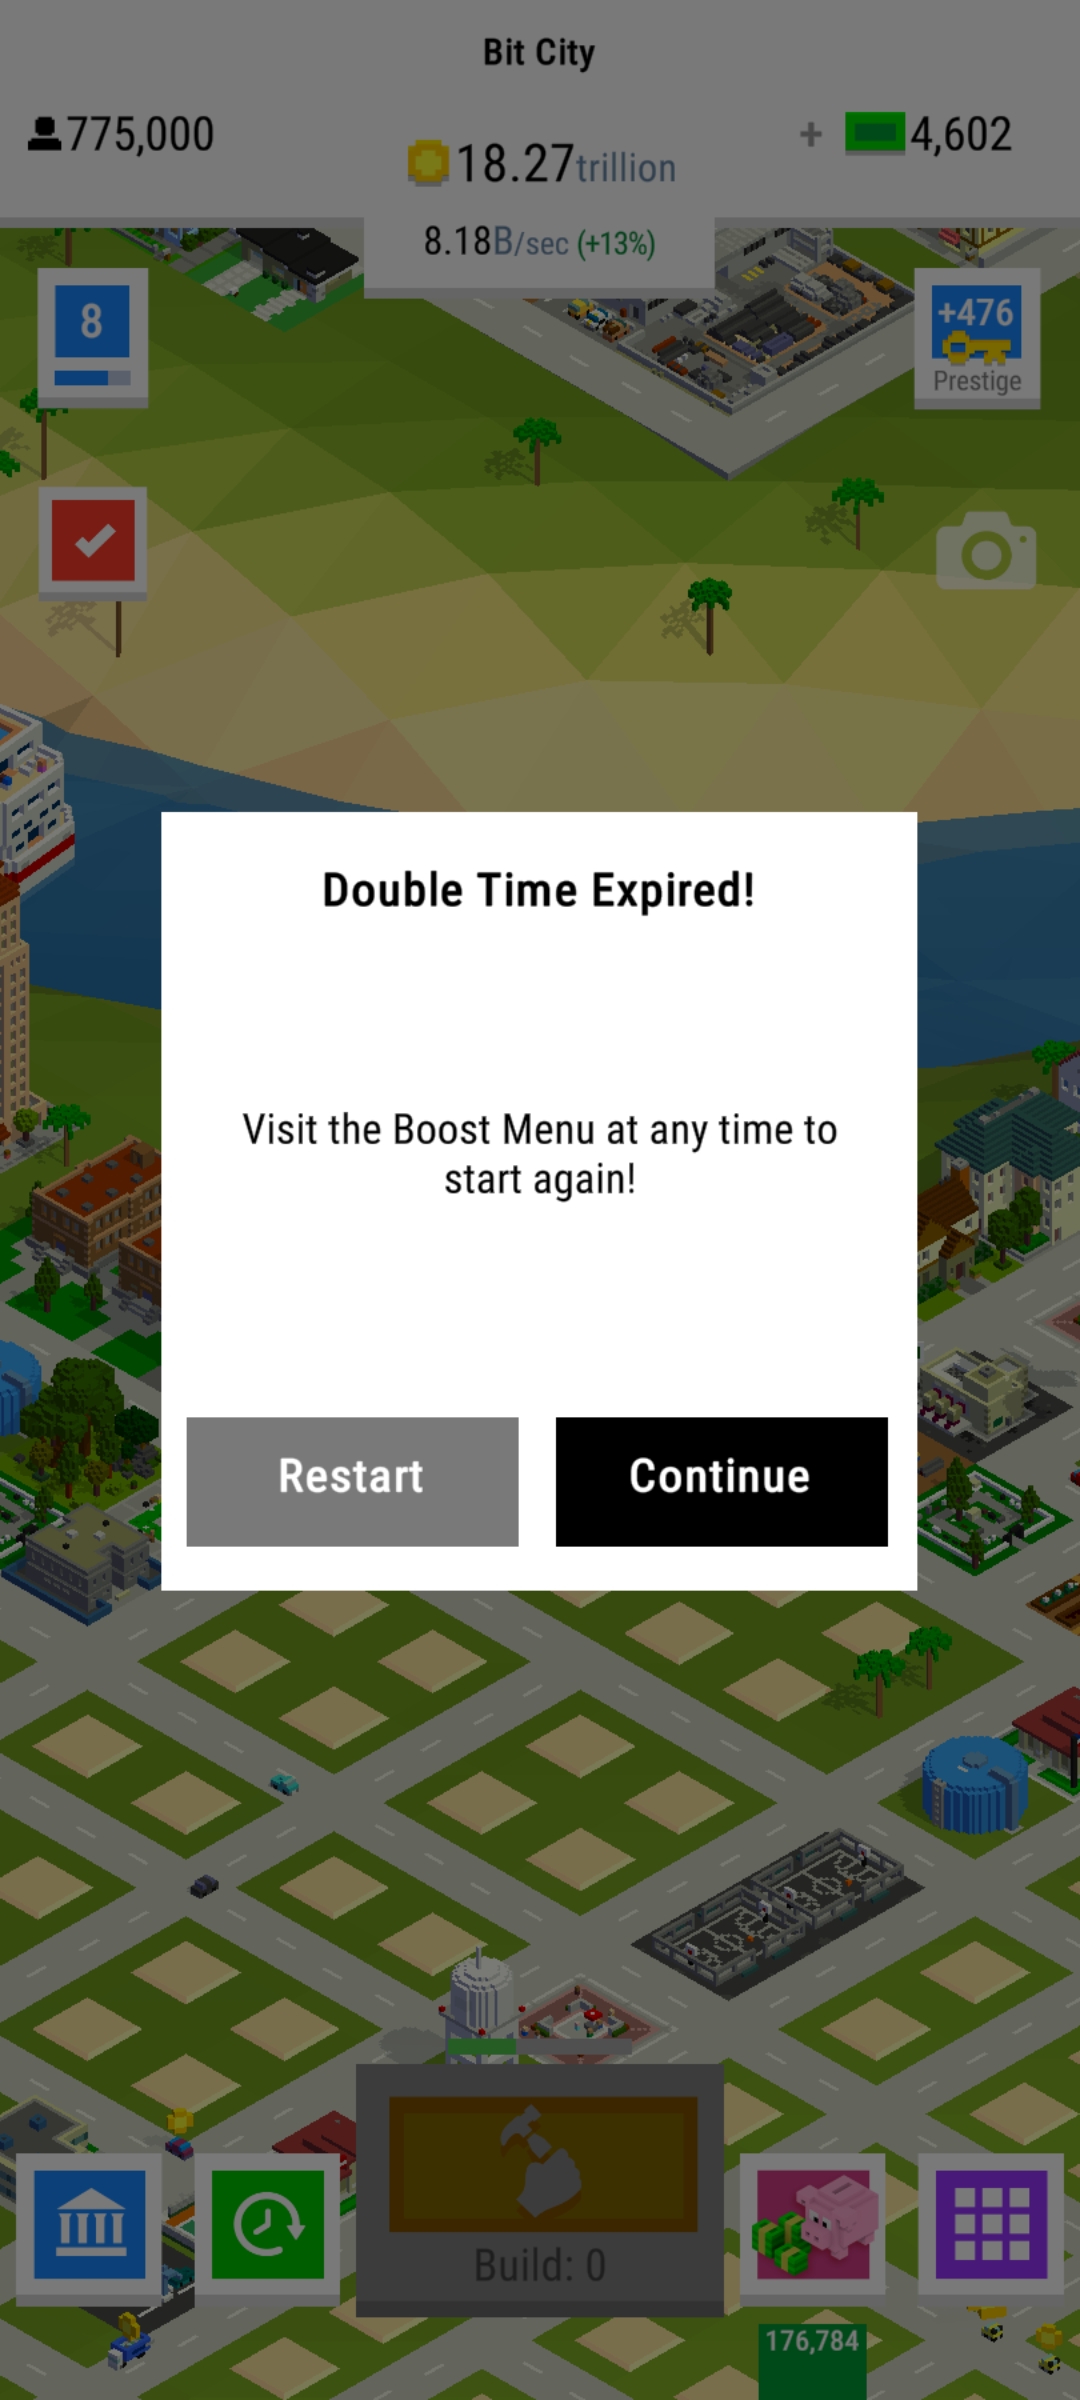 Bit City
775,000
18.27trillion
+ 4,602
8.18B/sec (+13%)
8
+476
Prestige
Double Time Expired!
Visit the Boost Menu at any time to
start again!
Restart
Continue
Build: 0
176,784